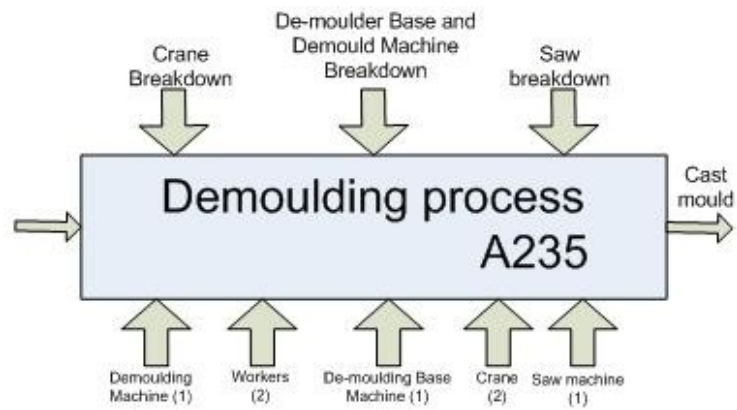 Crane
Breakdown
De-moulder Base and
Demould Machine
Breakdown
Saw
breakdown
Demoulding process
A235
Cast
mould
Demoulding
Machine (1)
Workers
(2)
De-moulding Base
Machine (1)
Crane
(2)
Saw machine
(1)